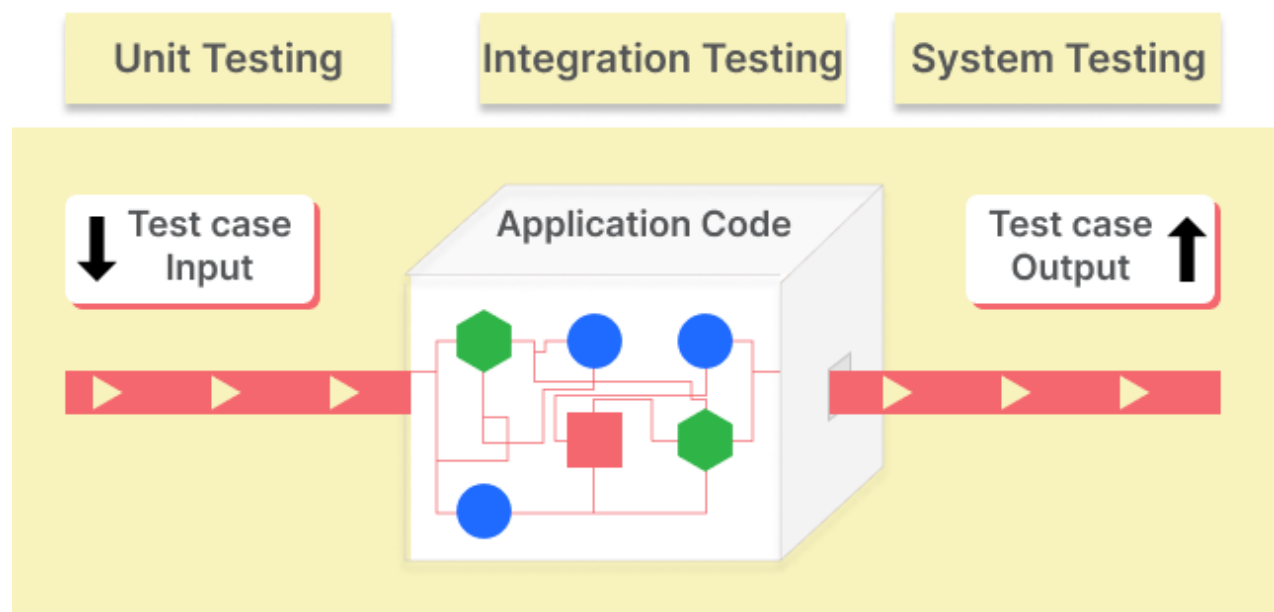 Unit Testing
Integration Testing
System Testing
Test case
Input
Application Code
Test case
Output